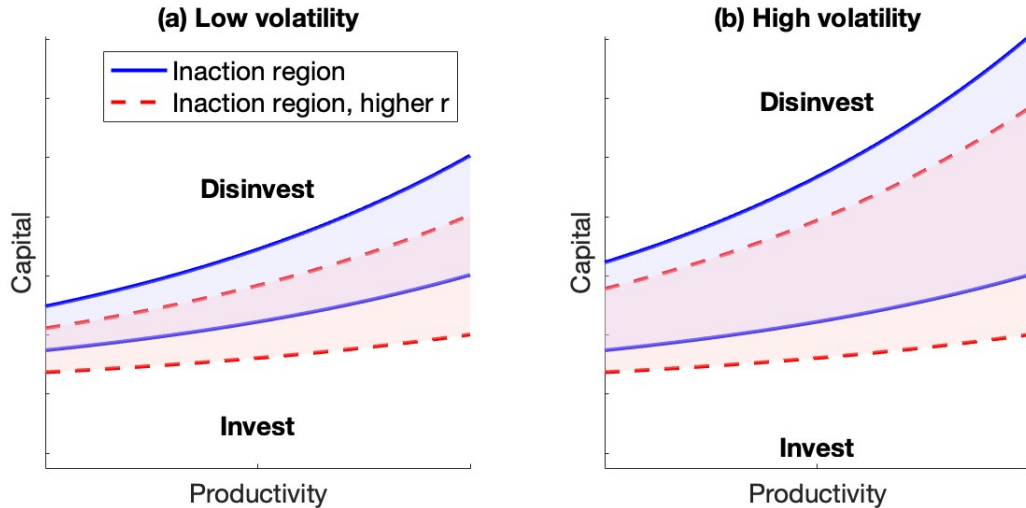 (a) Low volatility
Inaction region
Inaction region, higher r
Disinvest
Invest
Capital
Productivity
(b) High volatility
Disinvest
Invest
Capital
Productivity